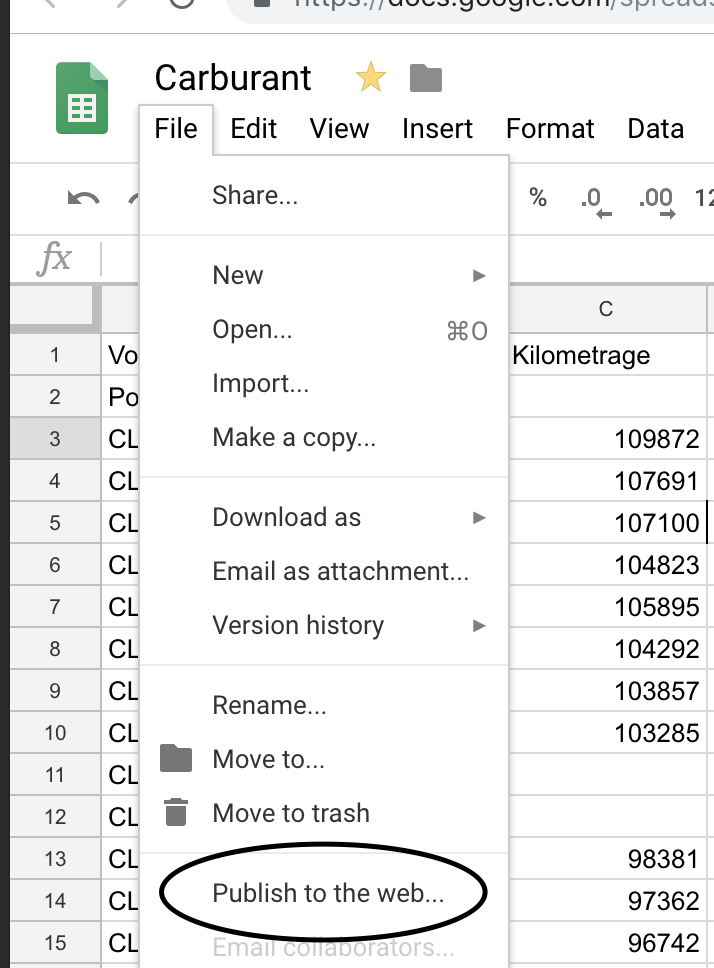 https://docs.google.com/spreads
Carburant
File Edit View Insert Format Data
Share...
% .0 .00 12
fx
New
C
Open... ⌘O
1 Vo Kilometrage
Import...
2 Po
3 CL 109872
Make a copy...
4 CL 107691
Download as
5 CL 107100
Email as attachment...
6 CL 104823
Version history
7 CL 105895
8 CL 104292
Rename...
9 CL 103857
10 CL 103285
Move to...
11 CL
Move to trash
12 CL
13 CL 98381
Publish to the web...
14 CL 97362
Email collaborators...
15 CL 96742